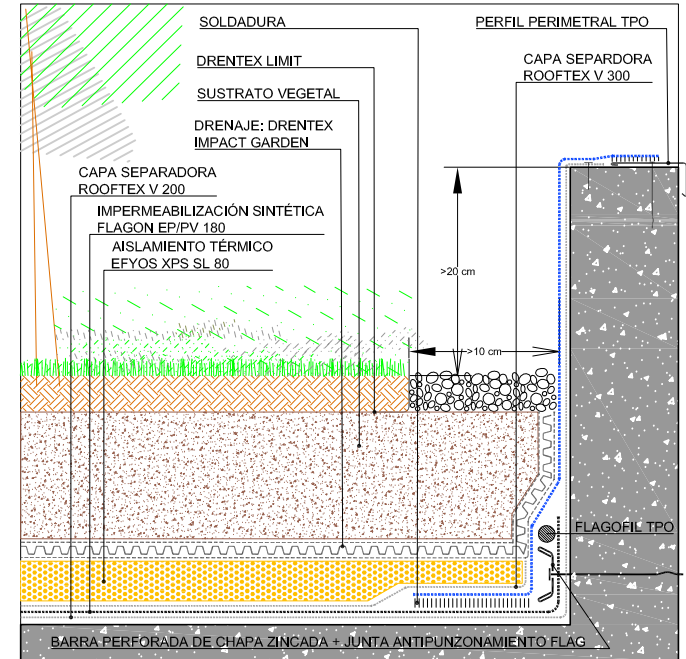 SOLDADURA
PERFIL PERIMETRAL TPO
DRENTEX LIMIT
CAPA SEPARDORA
ROOFTEX V 300
SUSTRATO VEGETAL
DRENAJE: DRENTEX
IMPACT GARDEN
CAPA SEPARADORA
ROOFTEX V 200
IMPERMEABILIZACIÓN SINTÉTICA
FLAGON EP/PV 180
AISLAMIENTO TÉRMICO
EFYOS XPS SL 80
>20 cm
>10 cm
FLAGOFIL TPO
BARRA PERFORADA DE CHAPA ZINCADA + JUNTA ANTIPUNZONAMIENTO FLAG